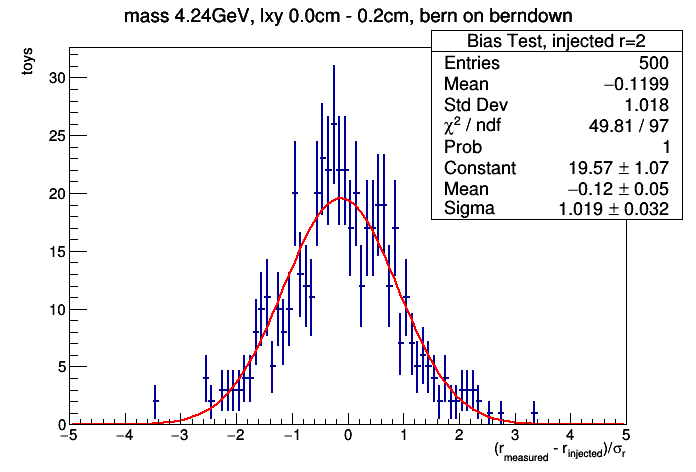 mass 4.24GeV, lxy 0.0cm - 0.2cm, bern on berndown
Bias Test, injected r=2
Entries 500
Mean −0.1199
Std Dev 1.018
χ² / ndf 49.81 / 97
Prob 1
Constant 19.57 ± 1.07
Mean −0.12 ± 0.05
Sigma 1.019 ± 0.032
toys
30
25
20
15
10
5
0
−5 −4 −3 −2 −1 0 1 2 3 4 5
(r_measured - r_injected)/σ_r